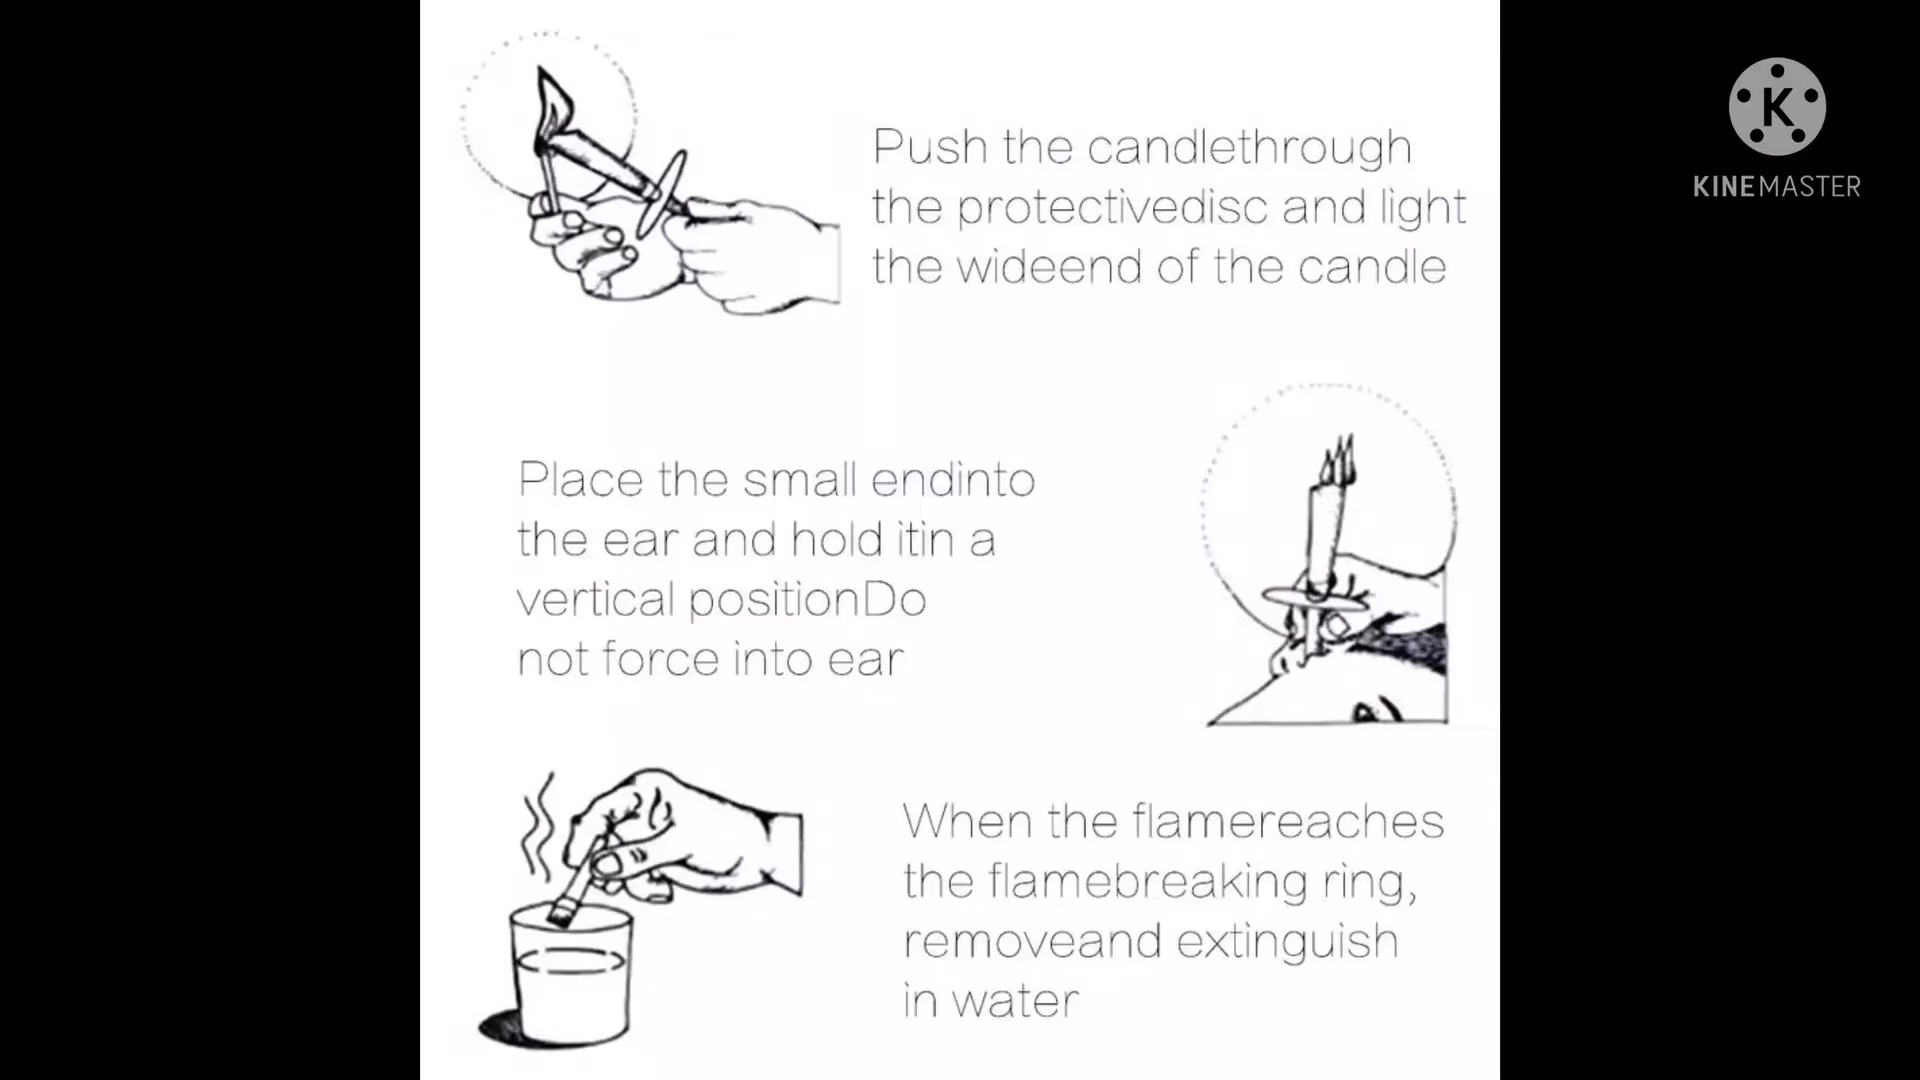 Push the candlethrough
the protectivedisc and light
the wideend of the candle
Place the small endinto
the ear and hold itin a
vertical positionDo
not force into ear
When the flamereaches
the flamebreaking ring,
removeand extinguish
in water
K
KINEMASTER